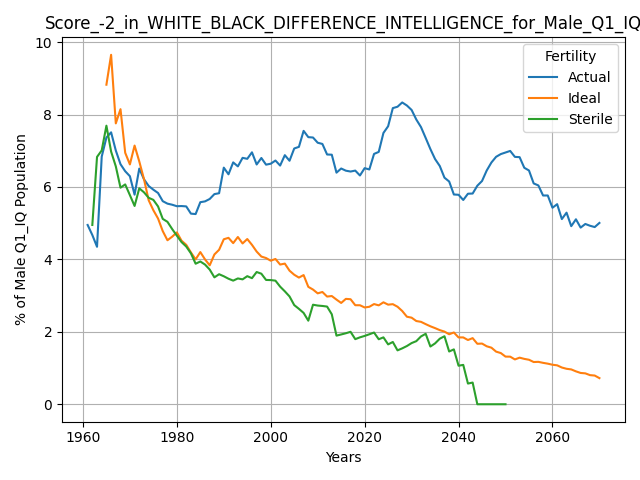 Score_-2_in_WHITE_BLACK_DIFFERENCE_INTELLIGENCE_for_Male_Q1_IQ
% of Male Q1_IQ Population
10
8
6
4
2
0
Fertility
Actual
Ideal
Sterile
1960 1980 2000 2020 2040 2060
Years